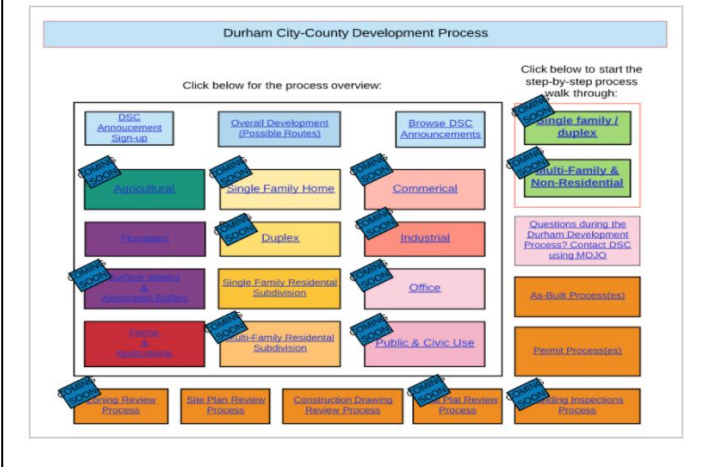 Durham City-County Development Process
Click below for the process overview:
Click below to start the
step-by-step process
walk through:
DSC
Annoucement
Sign-up
Overall Development
(Possible Routes)
Browse DSC
Announcements
COMING SOON
Single family /
duplex
COMING SOON
Multi-Family &
Non-Residential
COMING SOON
Agricultural
COMING SOON
Single Family Home
COMING SOON
Commerical
Floodplain
COMING SOON
Duplex
COMING SOON
Industrial
Questions during the
Durham Development
Process? Contact DSC
using MOJO
COMING SOON
Surface Waters
&
Associated Buffers
Single Family Residental
Subdivision
COMING SOON
Office
As-Built Process(es)
Forms
&
Applications
COMING SOON
Multi-Family Residental
Subdivision
COMING SOON
Public & Civic Use
Permit Process(es)
COMING SOON
Zoning Review
Process
Site Plan Review
Process
Construction Drawing
Review Process
COMING SOON
Plat Review
Process
COMING SOON
Building Inspections
Process